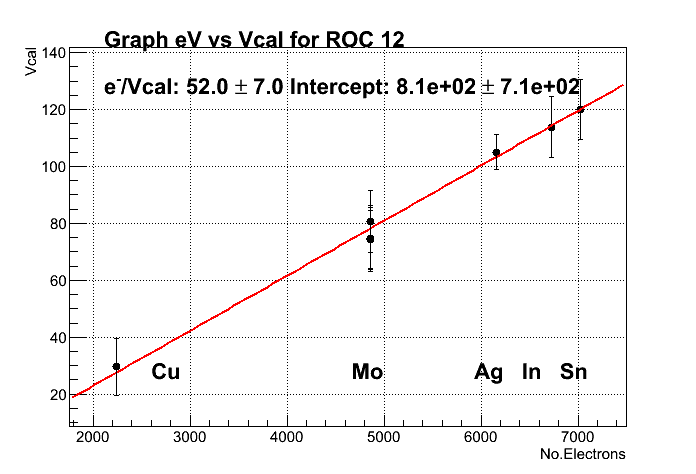 Graph eV vs Vcal for ROC 12
Vcal
e⁻/Vcal: 52.0 ± 7.0 Intercept: 8.1e+02 ± 7.1e+02
140
120
100
80
60
40
20
Cu Mo Ag In Sn
2000 3000 4000 5000 6000 7000
No.Electrons